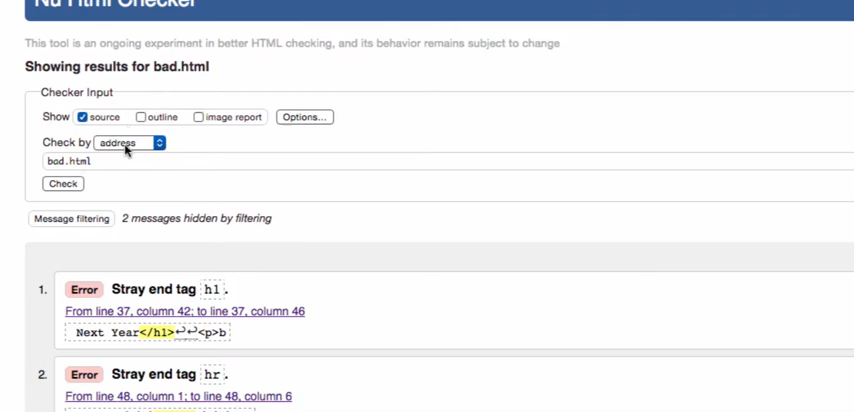 Nu Html Checker
This tool is an ongoing experiment in better HTML checking, and its behavior remains subject to change
Showing results for bad.html
Checker Input
Show source outline image report Options...
Check by address
bad.html
Check
Message filtering 2 messages hidden by filtering
1. Error Stray end tag h1.
From line 37, column 42; to line 37, column 46
Next Year</h1>↩↩<p>b
2. Error Stray end tag hr.
From line 48, column 1; to line 48, column 6